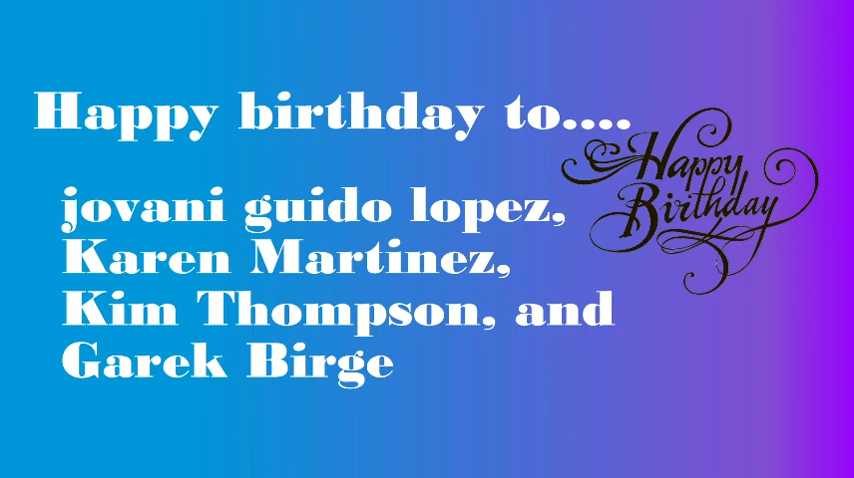 Happy birthday to....
Happy
Birthday
jovani guido lopez,
Karen Martinez,
Kim Thompson, and
Garek Birge